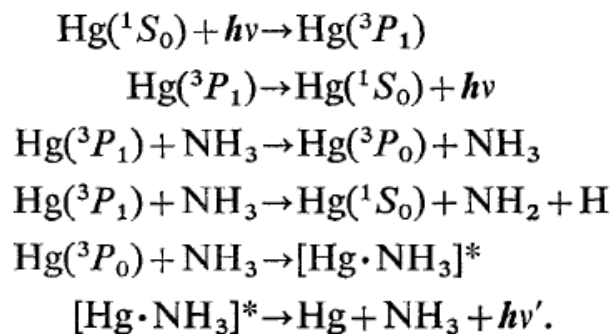 Hg(¹S₀)+hν→Hg(³P₁)
Hg(³P₁)→Hg(¹S₀)+hν
Hg(³P₁)+NH₃→Hg(³P₀)+NH₃
Hg(³P₁)+NH₃→Hg(¹S₀)+NH₂+H
Hg(³P₀)+NH₃→[Hg·NH₃]*
[Hg·NH₃]*→Hg+NH₃+hν′.